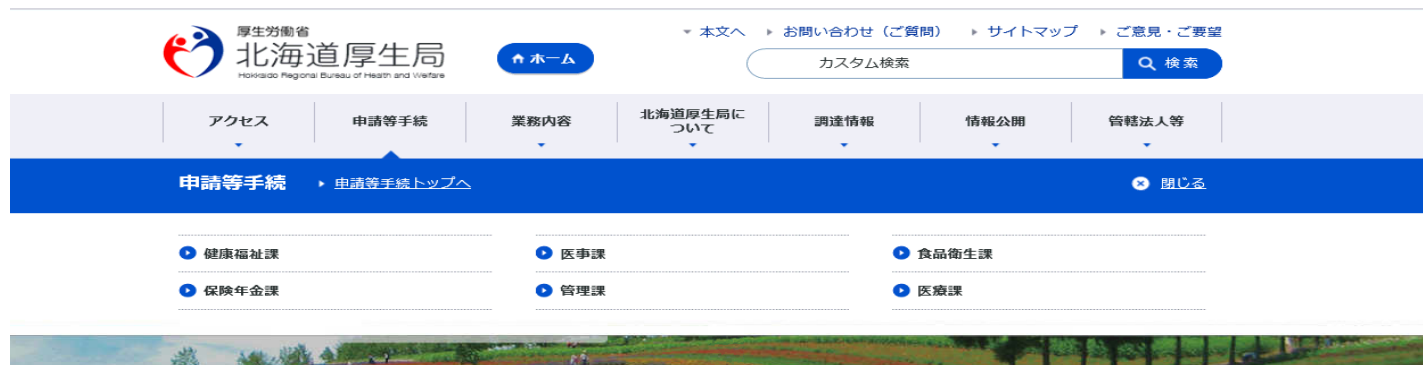 本文へ お問い合わせ（ご質問） サイトマップ ご意見・ご要望
厚生労働省
北海道厚生局
Hokkaido Regional Bureau of Health and Welfare
ホーム
カスタム検索 検索
アクセス 申請等手続 業務内容 北海道厚生局に
ついて 調達情報 情報公開 管轄法人等
申請等手続 申請等手続トップへ 閉じる
健康福祉課 医事課 食品衛生課
保険年金課 管理課 医療課